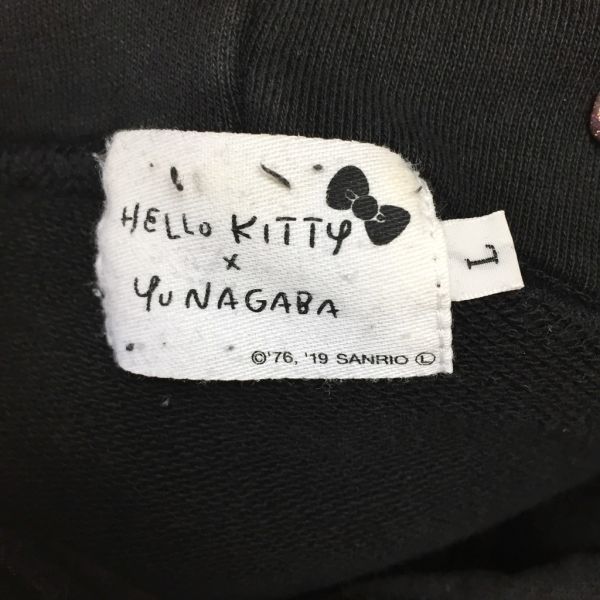 HELLO KITTY
×
YU NAGABA
©'76, '19 SANRIO Ⓛ
L